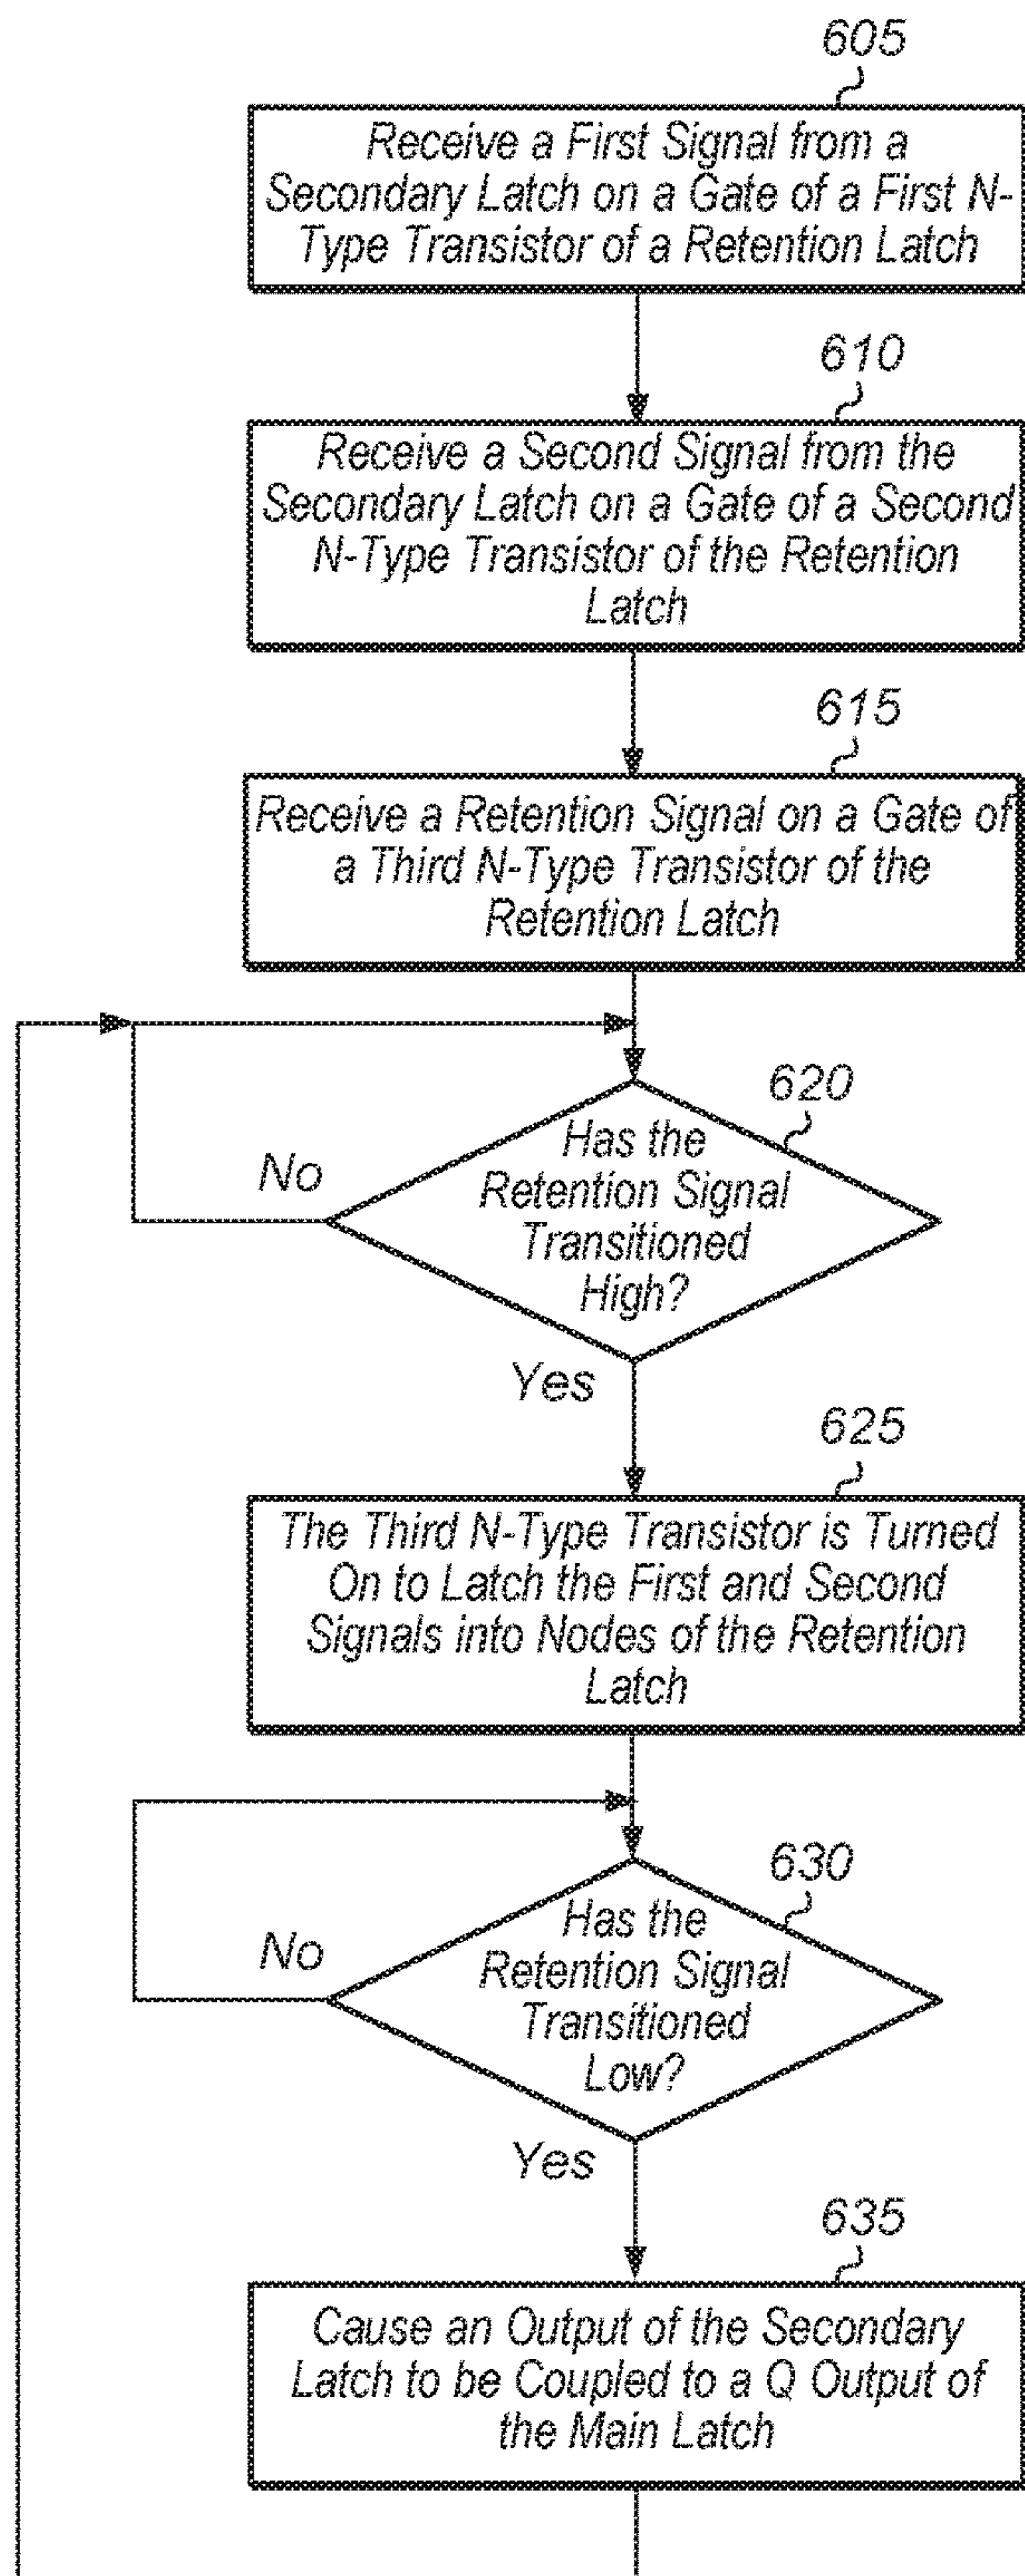 605
Receive a First Signal from a
Secondary Latch on a Gate of a First N-
Type Transistor of a Retention Latch
610
Receive a Second Signal from the
Secondary Latch on a Gate of a Second
N-Type Transistor of the Retention
Latch
615
Receive a Retention Signal on a Gate of
a Third N-Type Transistor of the
Retention Latch
620
Has the
Retention Signal
Transitioned
High?
No
Yes
625
The Third N-Type Transistor is Turned
On to Latch the First and Second
Signals into Nodes of the Retention
Latch
630
Has the
Retention Signal
Transitioned
Low?
No
Yes
635
Cause an Output of the Secondary
Latch to be Coupled to a Q Output of
the Main Latch